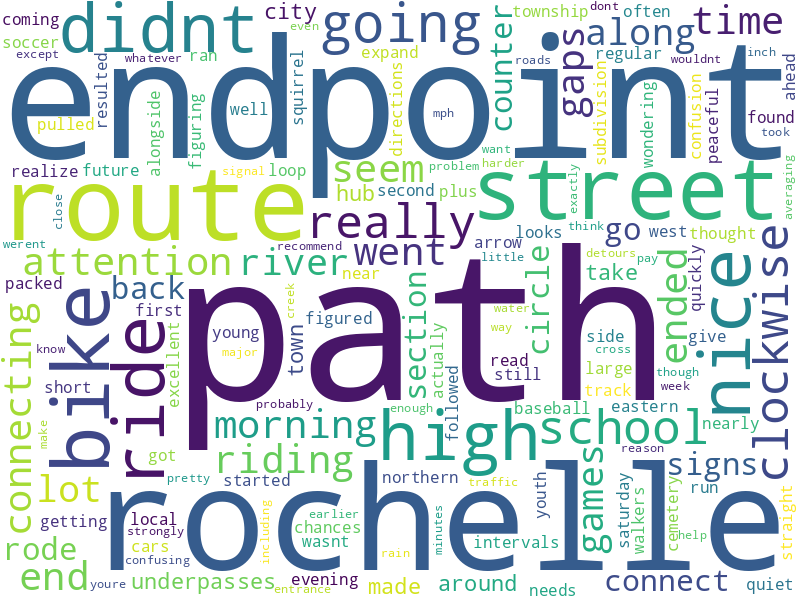 coming
didnt
going
city
township
dont
often
time
soccer
except
even
whatever
ran
resulted
squirrel
expand
counter
gaps
along
regular
roads
wouldnt
inch
ahead
endpoint
pulled
alongside
figuring
well
directions
mph
subdivision
wondering
confusion
peaceful
found
took
realize
future
signal
loop
seem
want
problem
harder
exactly
averaging
route
close
hub
second
plus
street
think
werent
really
recommend
looks
go
west
thought
attention
river
went
arrow
little
circle
detours
pay
quickly
packed
back
near
section
take
nice
clockwise
connecting
bike
ride
first
young
town
creek
figured
path
water
way
side
cross
give
ended
know
short
excellent
major
read
still
actually
large
track
though
week
make
probably
enough
baseball
eastern
nearly
lot
got
morning
followed
high
school
reason
pretty
started
riding
northern
traffic
games
signs
straight
getting
rochelle
youth
saturday
walkers
cemetery
run
rode
local
strongly
cars
confusing
including
earlier
chances
wasnt
minutes
intervals
help
end
youre
underpasses
entrance
evening
rain
made
around
needs
connect
quiet